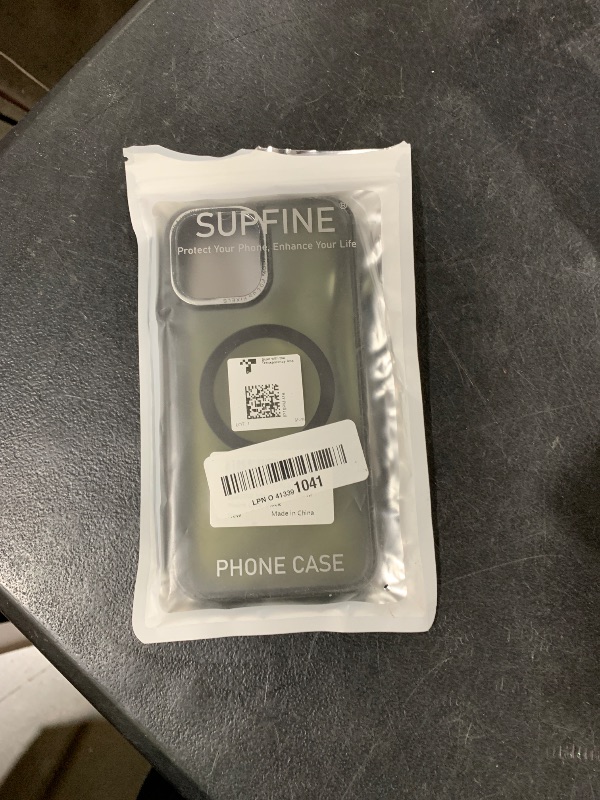 SUPFINE®
Protect Your Phone, Enhance Your Life
LPN O 41339 1041
Made in China
PHONE CASE